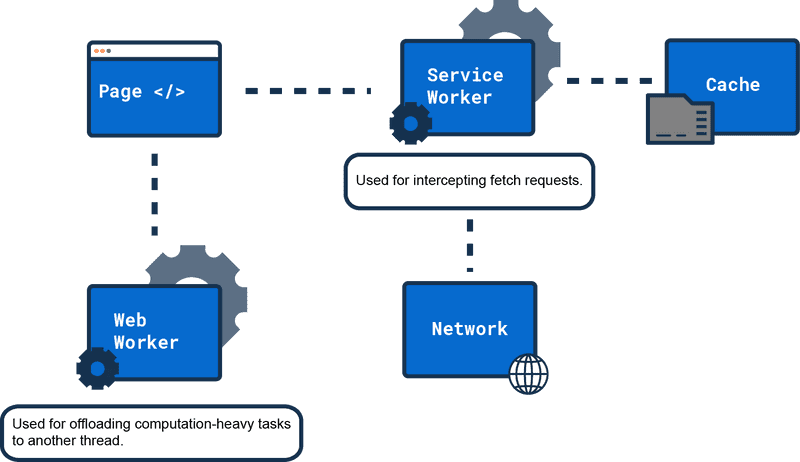 Page </>
Service
Worker
Cache
Used for intercepting fetch requests.
Web
Worker
Network
Used for offloading computation-heavy tasks
to another thread.